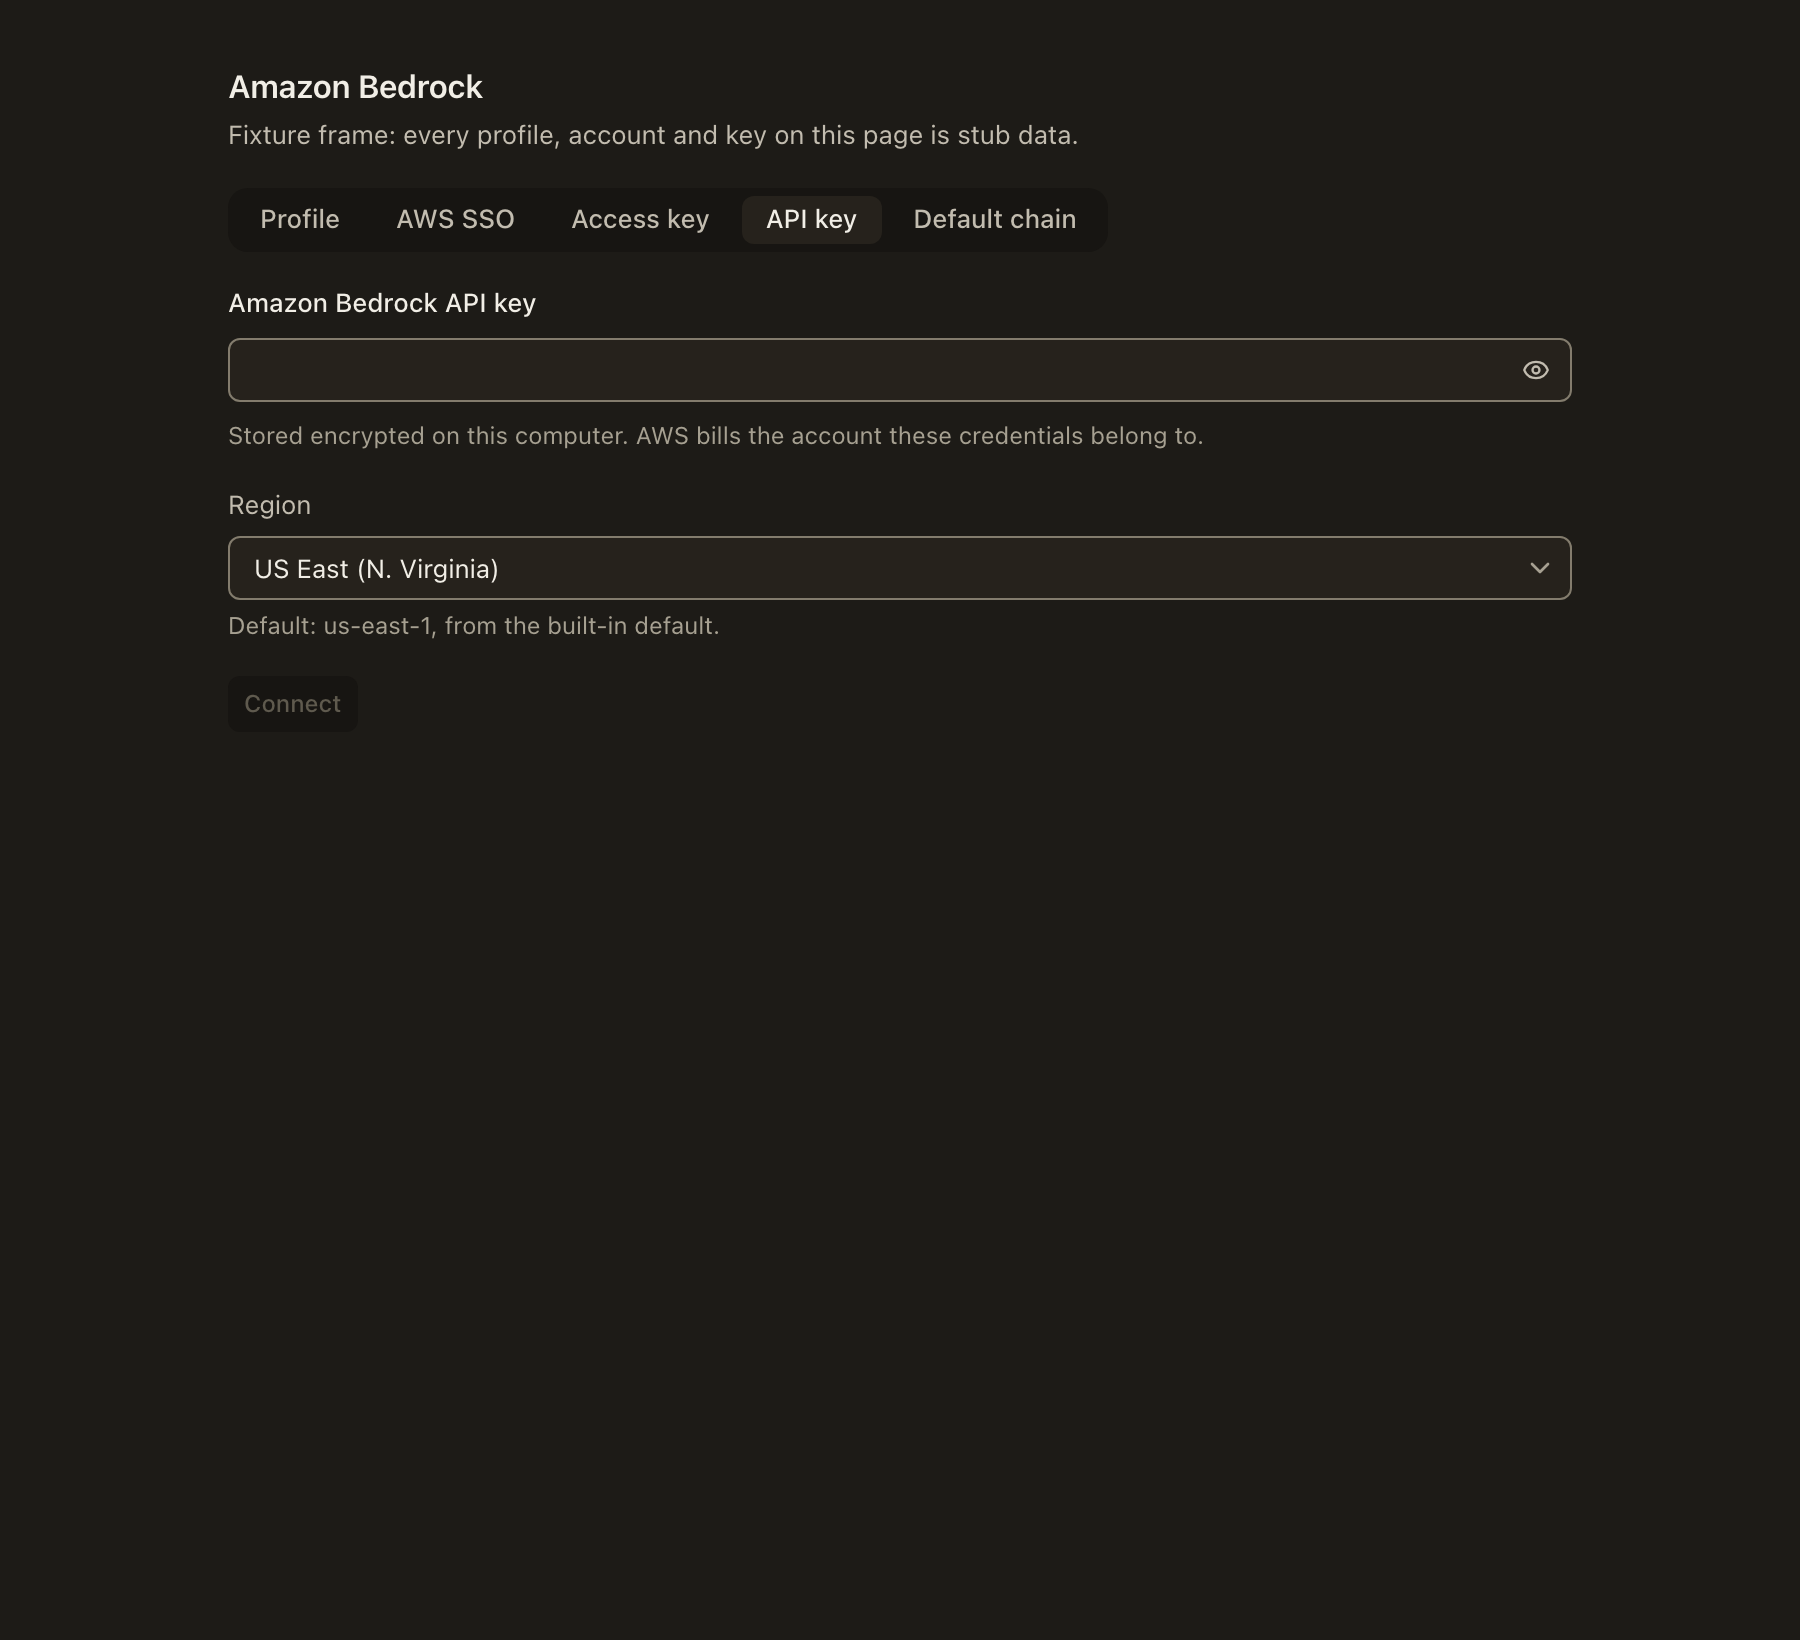 Amazon Bedrock
Fixture frame: every profile, account and key on this page is stub data.
Profile AWS SSO Access key API key Default chain
Amazon Bedrock API key
Stored encrypted on this computer. AWS bills the account these credentials belong to.
Region
US East (N. Virginia)
Default: us-east-1, from the built-in default.
Connect